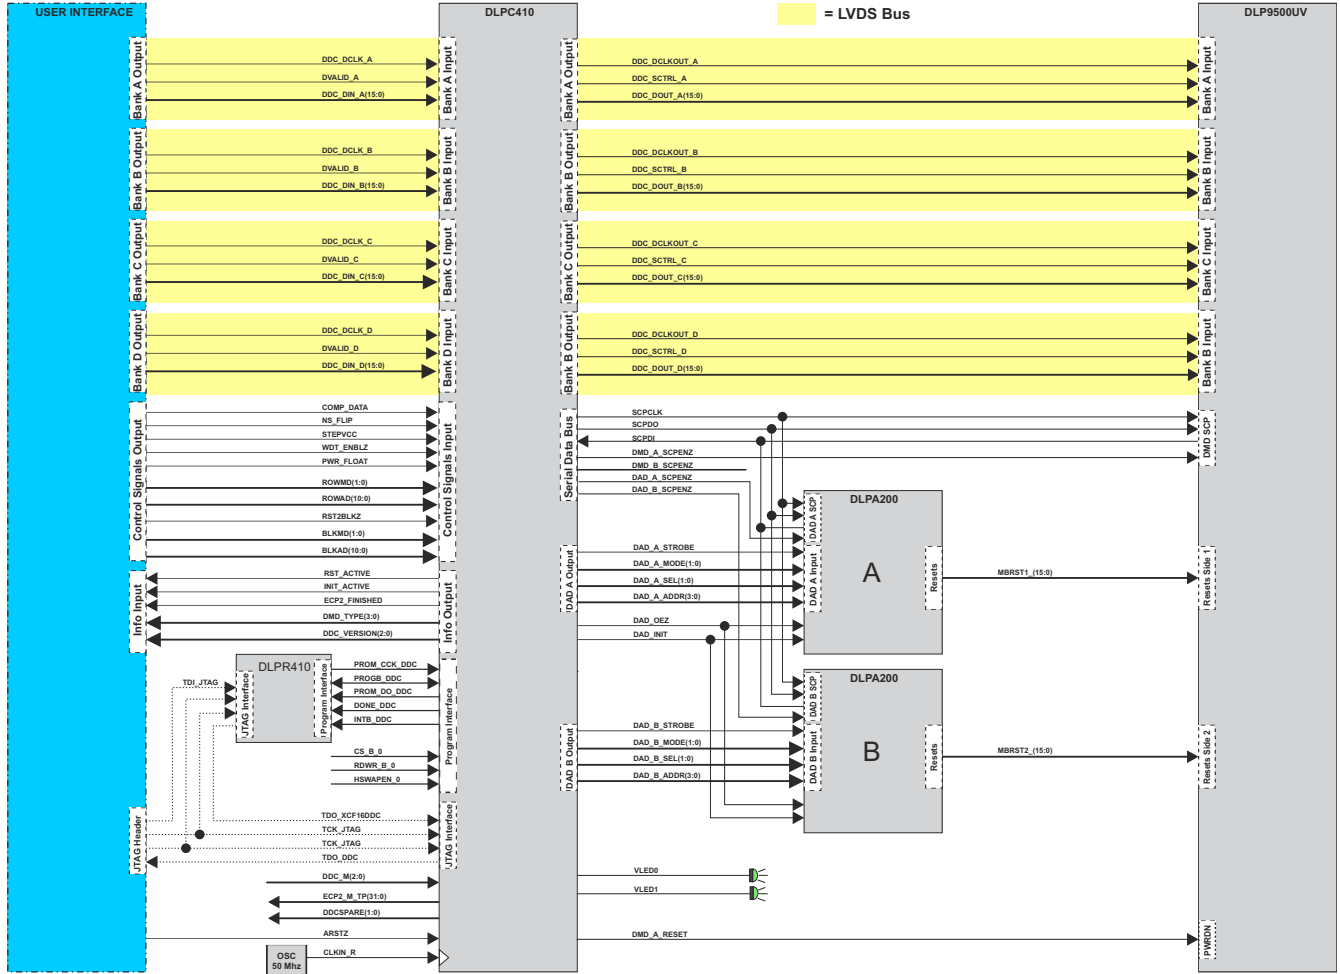 USER INTERFACE
DLPC410
= LVDS Bus
DLP9500UV
Bank A Output
DDC_DCLK_A
DVALID_A
DDC_DIN_A(15:0)
Bank A Input
Bank A Output
DDC_DCLKOUT_A
DDC_SCTRL_A
DDC_DOUT_A(15:0)
Bank A Input
Bank B Output
DDC_DCLK_B
DVALID_B
DDC_DIN_B(15:0)
Bank B Input
Bank B Output
DDC_DCLKOUT_B
DDC_SCTRL_B
DDC_DOUT_B(15:0)
Bank B Input
Bank C Output
DDC_DCLK_C
DVALID_C
DDC_DIN_C(15:0)
Bank C Input
Bank C Output
DDC_DCLKOUT_C
DDC_SCTRL_C
DDC_DOUT_C(15:0)
Bank C Input
Bank D Output
DDC_DCLK_D
DVALID_D
DDC_DIN_D(15:0)
Bank D Input
Bank B Output
DDC_DCLKOUT_D
DDC_SCTRL_D
DDC_DOUT_D(15:0)
Bank B Input
Control Signals Output
COMP_DATA
NS_FLIP
STEPVCC
WDT_ENBLZ
PWR_FLOAT
ROWMD(1:0)
ROWAD(10:0)
RST2BLKZ
BLKMD(1:0)
BLKAD(10:0)
Control Signals Input
Serial Data Bus
SCPCLK
SCPDO
SCPDI
DMD_A_SCPENZ
DMD_B_SCPENZ
DAD_A_SCPENZ
DAD_B_SCPENZ
DMD SCP
DLPA200
DAD A SCP
A
DAD A Output
DAD_A_STROBE
DAD_A_MODE(1:0)
DAD_A_SEL(1:0)
DAD_A_ADDR(3:0)
DAD A Input
Resets
MBRST1_(15:0)
Resets Side 1
DAD_OEZ
DAD_INIT
Info Input
RST_ACTIVE
INIT_ACTIVE
ECP2_FINISHED
DMD_TYPE(3:0)
DDC_VERSION(2:0)
Info Output
DLPR410
TDI_JTAG
JTAG Interface
Program Interface
PROM_CCK_DDC
PROGB_DDC
PROM_DO_DDC
DONE_DDC
INTB_DDC
CS_B_0
RDWR_B_0
HSWAPEN_0
Program Interface
DLPA200
DAD B SCP
B
DAD B Output
DAD_B_STROBE
DAD_B_MODE(1:0)
DAD_B_SEL(1:0)
DAD_B_ADDR(3:0)
DAD B Input
Resets
MBRST2_(15:0)
Resets Side 2
JTAG Header
TDO_XCF16DDC
TCK_JTAG
TCK_JTAG
TDO_DDC
JTAG Interface
DDC_M(2:0)
ECP2_M_TP(31:0)
DDCSPARE(1:0)
ARSTZ
CLKIN_R
OSC
50 Mhz
VLED0
VLED1
DMD_A_RESET
PWRDN